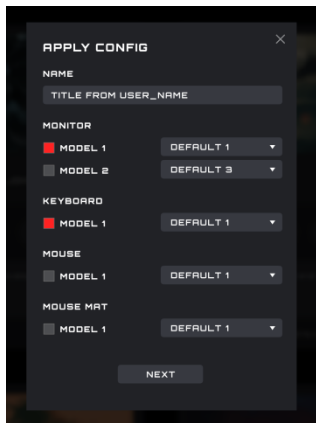 APPLY CONFIG
NAME
TITLE FROM USER_NAME
MONITOR
MODEL 1 DEFAULT 1
MODEL 2 DEFAULT 3
KEYBOARD
MODEL 1 DEFAULT 1
MOUSE
MODEL 1 DEFAULT 1
MOUSE MAT
MODEL 1 DEFAULT 1
NEXT